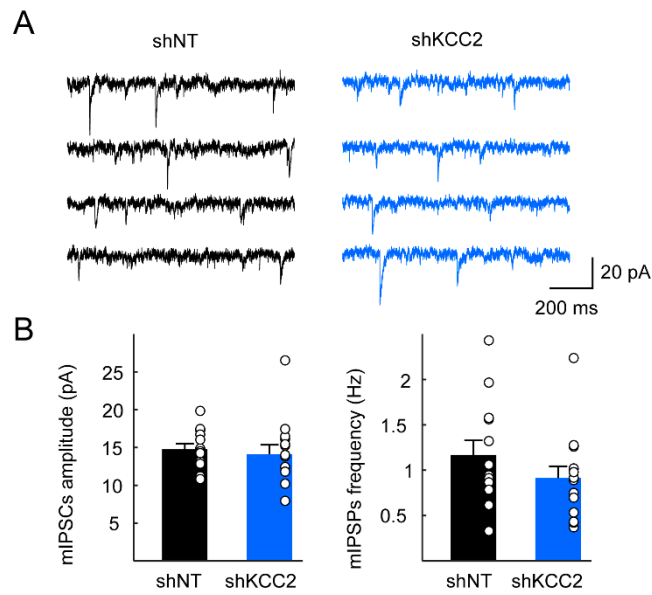 A
shNT
shKCC2
20 pA
200 ms
B
mIPSCs amplitude (pA)
25
20
15
10
5
shNT
shKCC2
mIPSPs frequency (Hz)
2
1.5
1
0.5
shNT
shKCC2